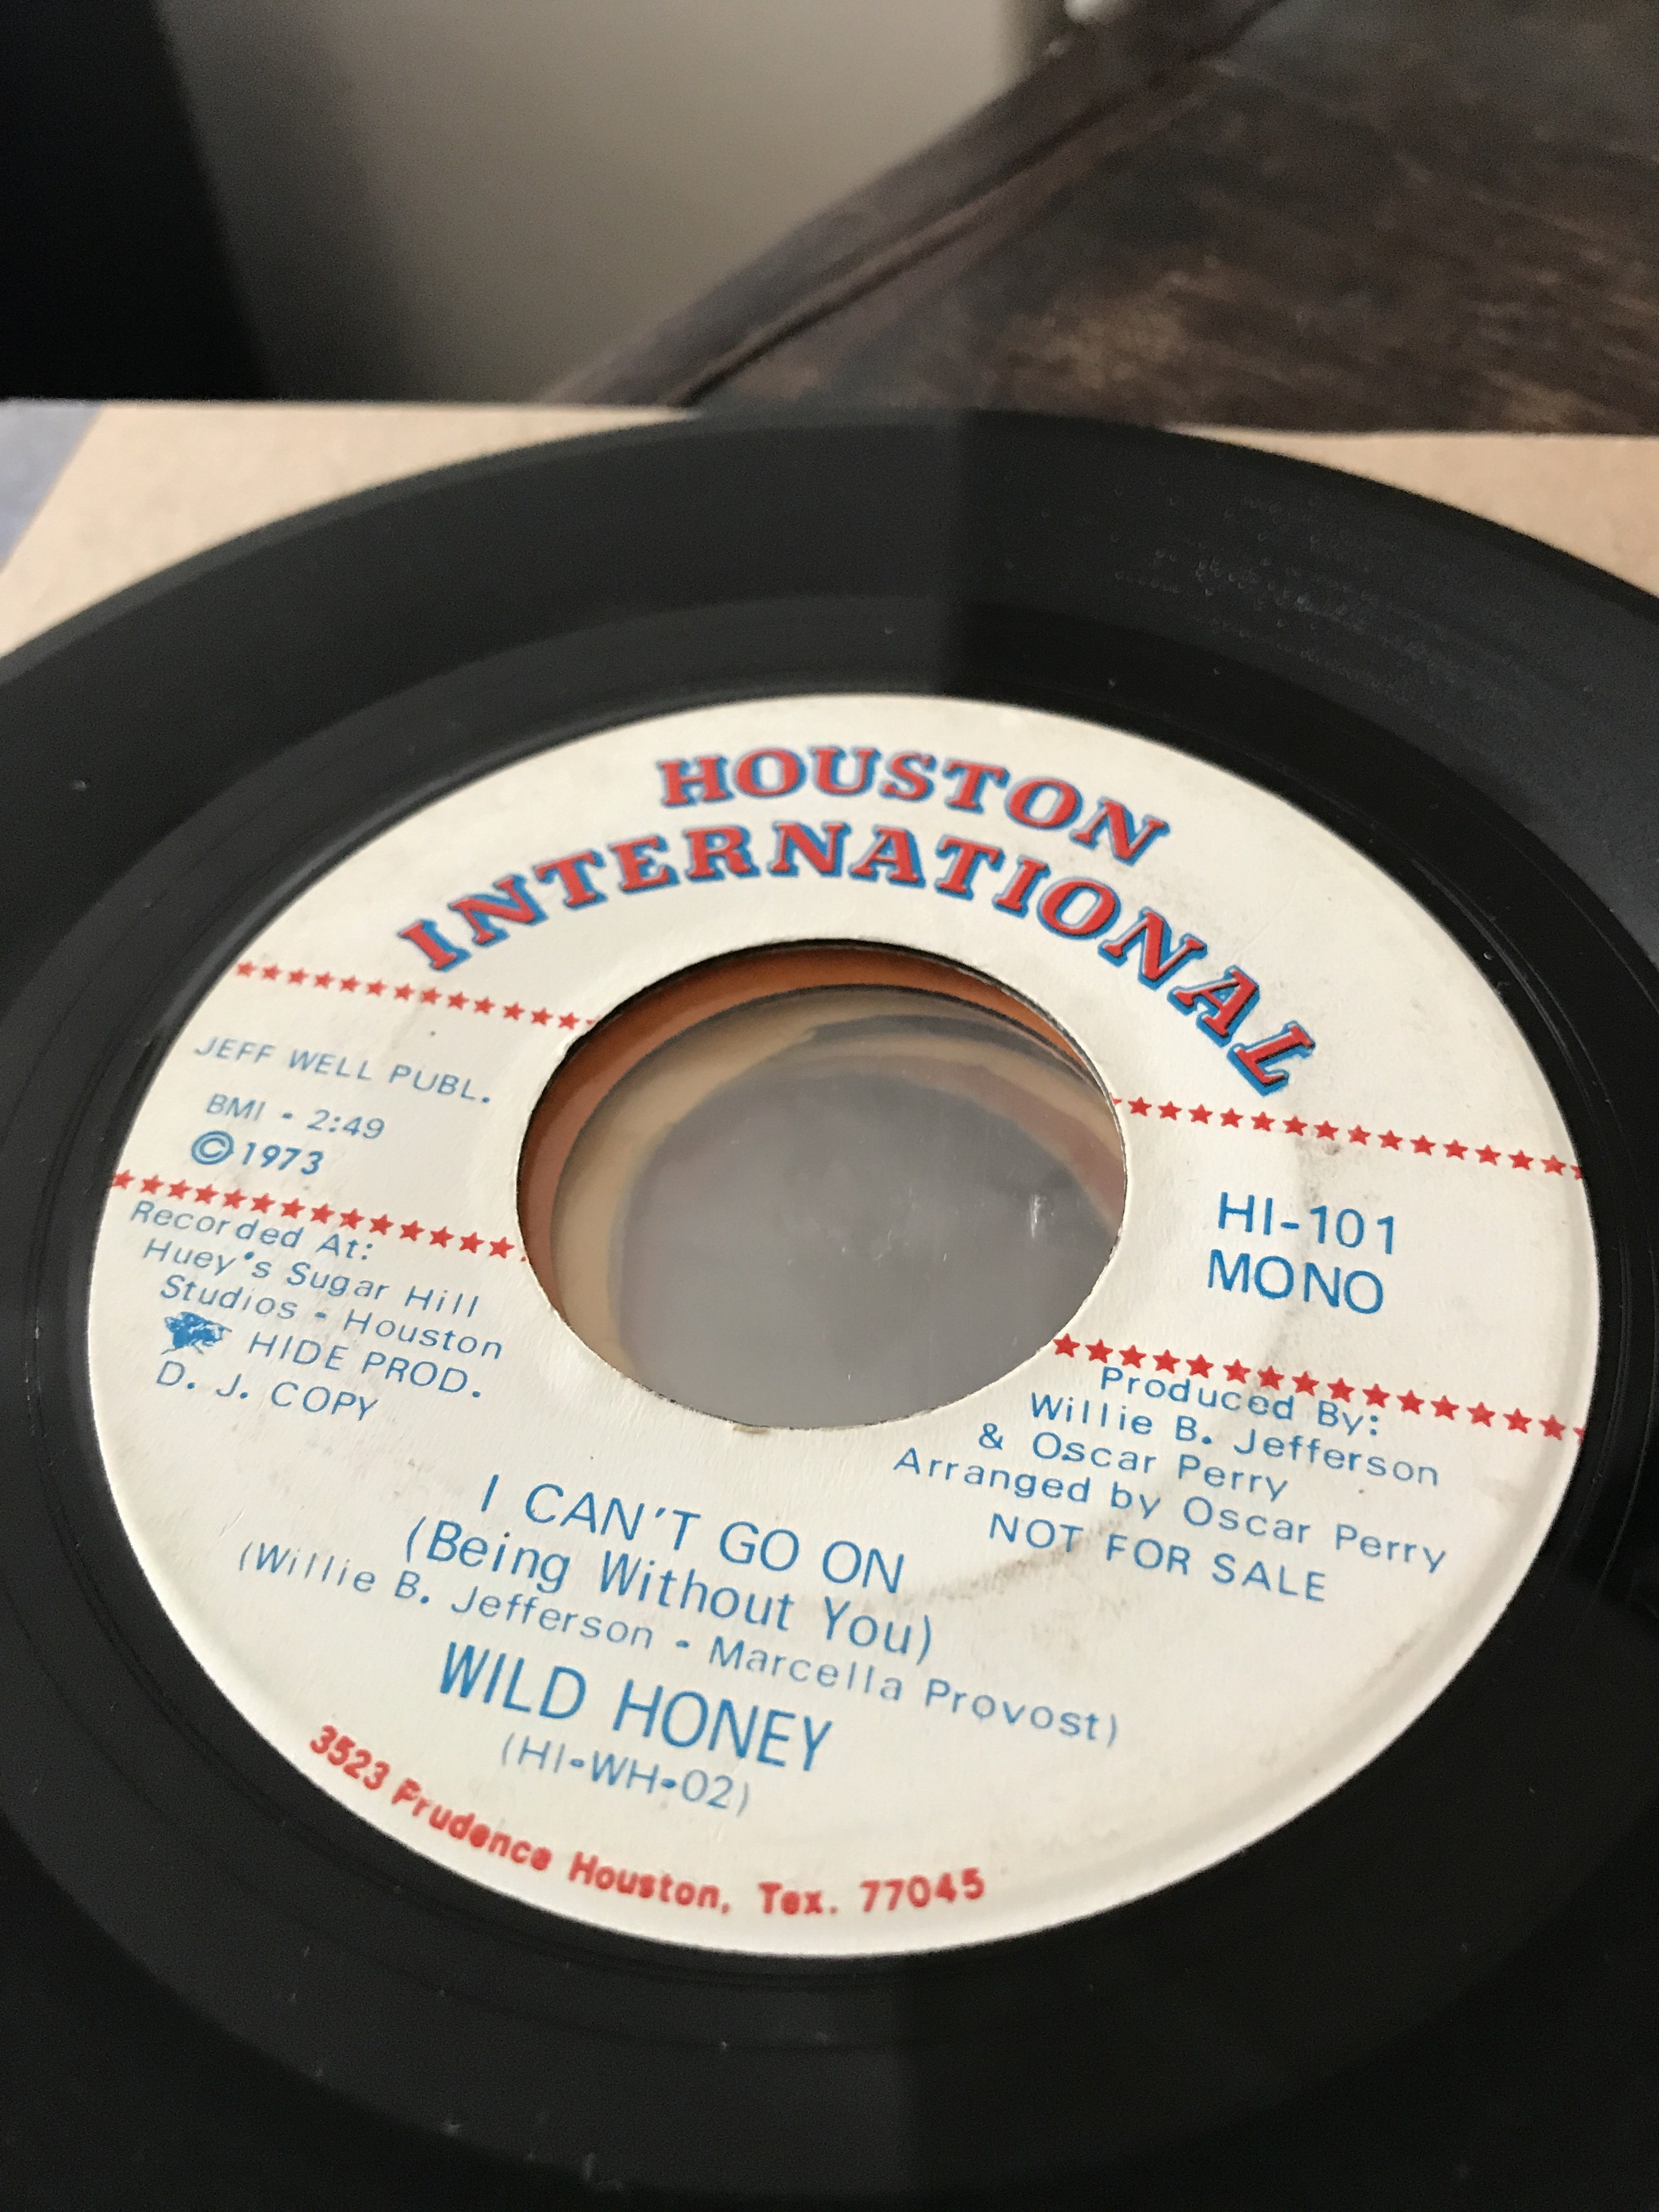 HOUSTON
INTERNATIONAL
JEFF WELL PUBL.
BMI - 2:49
©1973
Recorded At:
Huey's Sugar Hill
Studios - Houston
HIDE PROD.
D. J. COPY
HI-101
MONO
Produced By:
Willie B. Jefferson
& Oscar Perry
Arranged by Oscar Perry
NOT FOR SALE
I CAN'T GO ON
(Being Without You)
(Willie B. Jefferson - Marcella Provost)
WILD HONEY
(HI-WH-02)
3523 Prudence Houston, Tex. 77045